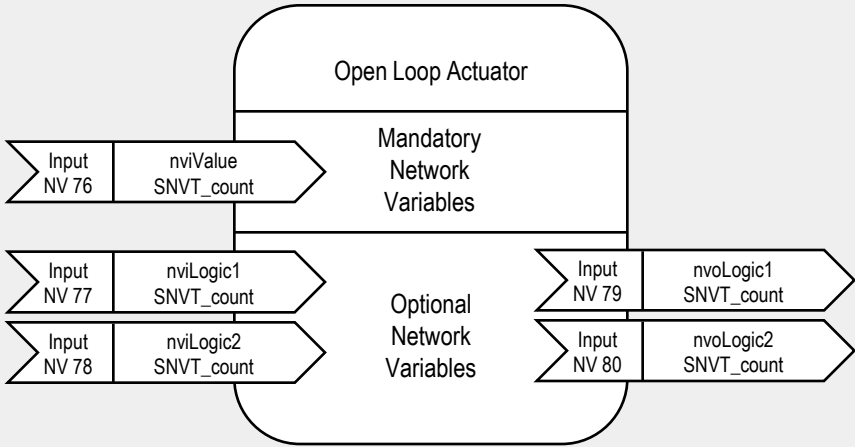 Open Loop Actuator
Mandatory
Network
Variables
Input
NV 76
nviValue
SNVT_count
Input
NV 77
nviLogic1
SNVT_count
Input
NV 78
nviLogic2
SNVT_count
Optional
Network
Variables
Input
NV 79
nvoLogic1
SNVT_count
Input
NV 80
nvoLogic2
SNVT_count